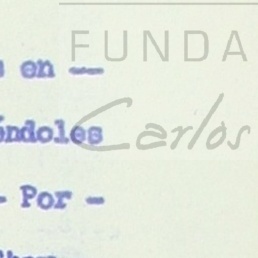 FUNDA
s en —
éndoles
Carlos
- Por -